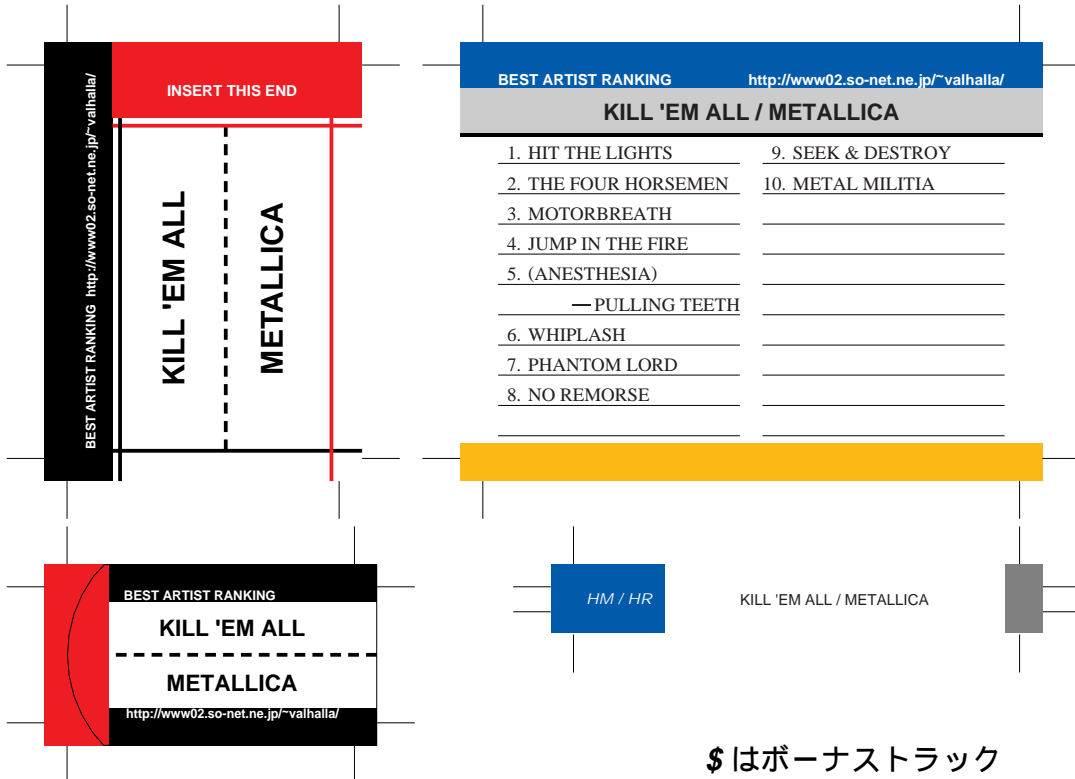 INSERT THIS END
BEST ARTIST RANKING http://www02.so-net.ne.jp/~valhalla/
KILL 'EM ALL
METALLICA
BEST ARTIST RANKING http://www02.so-net.ne.jp/~valhalla/
KILL 'EM ALL / METALLICA
1. HIT THE LIGHTS
2. THE FOUR HORSEMEN
3. MOTORBREATH
4. JUMP IN THE FIRE
5. (ANESTHESIA)
—PULLING TEETH
6. WHIPLASH
7. PHANTOM LORD
8. NO REMORSE
9. SEEK & DESTROY
10. METAL MILITIA
BEST ARTIST RANKING
KILL 'EM ALL
METALLICA
http://www02.so-net.ne.jp/~valhalla/
HM / HR
KILL 'EM ALL / METALLICA
$はボーナストラック